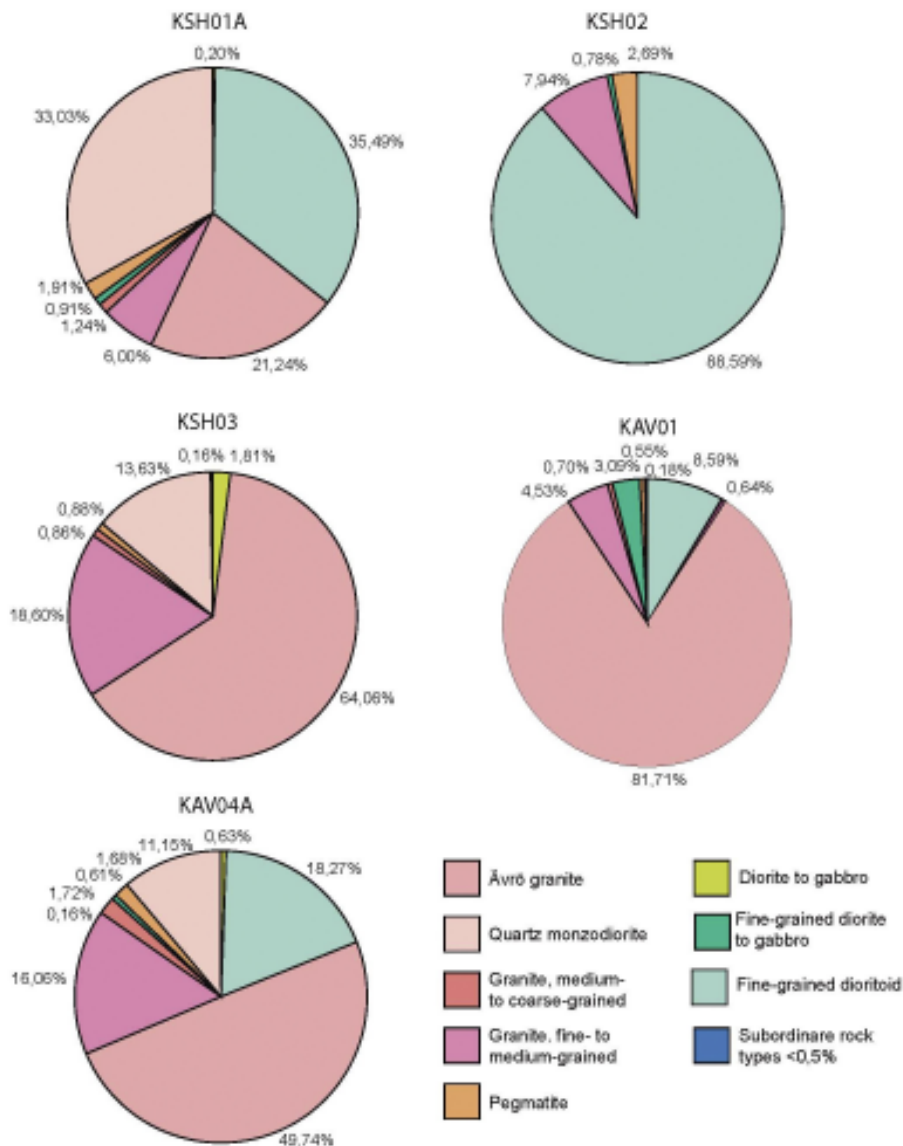 KSH01A
0,20%
33,03%
35,49%
1,91%
0,91%
1,24%
6,00%
21,24%
KSH02
0,78%
2,69%
7,94%
88,59%
KSH03
0,16%
1,81%
13,63%
0,88%
0,86%
18,60%
64,06%
KAV01
0,55%
0,70%
3,09%
0,18%
8,59%
4,53%
0,64%
81,71%
KAV04A
0,63%
11,15%
1,68%
0,61%
1,72%
0,16%
18,27%
16,06%
49,74%
Ävrö granite
Quartz monzodiorite
Granite, medium-
to coarse-grained
Granite, fine- to
medium-grained
Pegmatite
Diorite to gabbro
Fine-grained diorite
to gabbro
Fine-grained dioritoid
Subordinare rock
types <0,5%